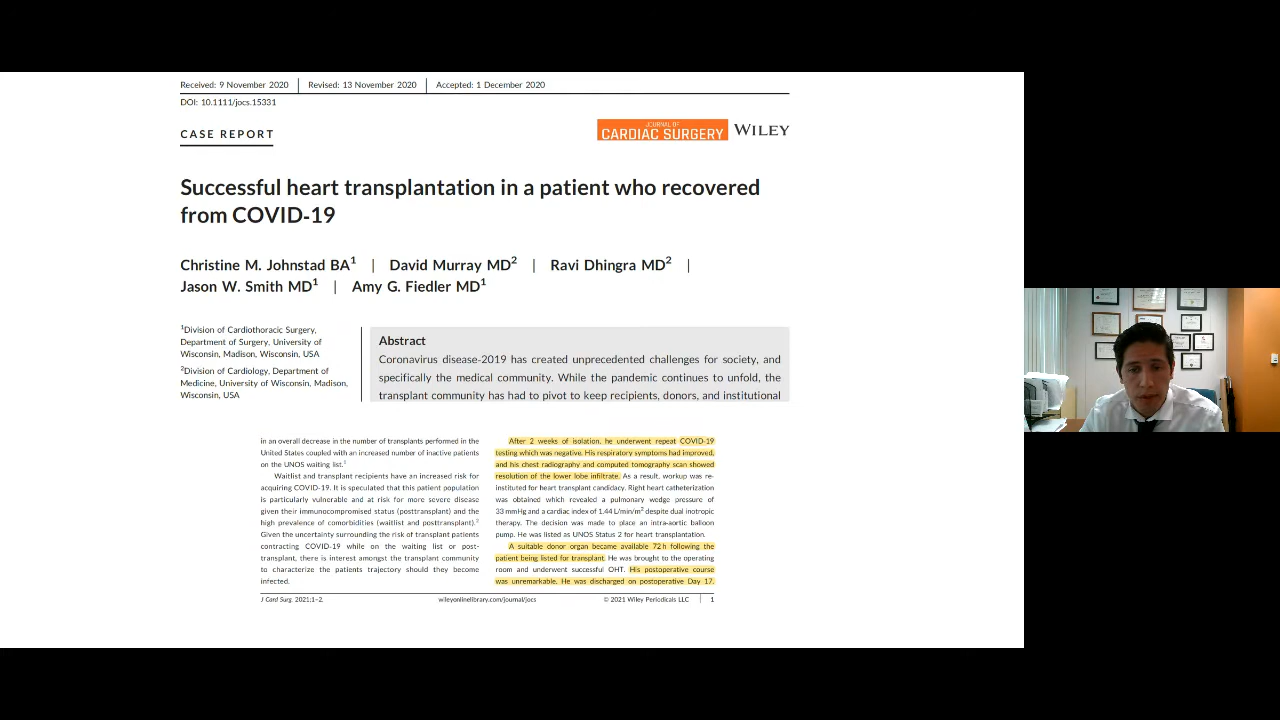 Received: 9 November 2020 | Revised: 13 November 2020 | Accepted: 1 December 2020
DOI: 10.1111/jocs.15331
CASE REPORT
JOURNAL OF
CARDIAC SURGERY WILEY
Successful heart transplantation in a patient who recovered
from COVID-19
Christine M. Johnstad BA1 | David Murray MD2 | Ravi Dhingra MD2 |
Jason W. Smith MD1 | Amy G. Fiedler MD1
1Division of Cardiothoracic Surgery,
Department of Surgery, University of
Wisconsin, Madison, Wisconsin, USA
2Division of Cardiology, Department of
Medicine, University of Wisconsin, Madison,
Wisconsin, USA
Abstract
Coronavirus disease-2019 has created unprecedented challenges for society, and
specifically the medical community. While the pandemic continues to unfold, the
transplant community has had to pivot to keep recipients, donors, and institutional
in an overall decrease in the number of transplants performed in the
United States coupled with an increased number of inactive patients
on the UNOS waiting list.1
Waitlist and transplant recipients have an increased risk for
acquiring COVID-19. It is speculated that this patient population
is particularly vulnerable and at risk for more severe disease
given their immunocompromised status (posttransplant) and the
high prevalence of comorbidities (waitlist and posttransplant).2
Given the uncertainty surrounding the risk of transplant patients
contracting COVID-19 while on the waiting list or post-
transplant, there is interest amongst the transplant community
to characterize the patients trajectory should they become
infected.
After 2 weeks of isolation, he underwent repeat COVID-19
testing which was negative. His respiratory symptoms had improved,
and his chest radiography and computed tomography scan showed
resolution of the lower lobe infiltrate. As a result, workup was re-
instituted for heart transplant candidacy. Right heart catheterization
was obtained which revealed a pulmonary wedge pressure of
33 mmHg and a cardiac index of 1.44 L/min/m2 despite dual inotropic
therapy. The decision was made to place an intra-aortic balloon
pump. He was listed as UNOS Status 2 for heart transplantation.
A suitable donor organ became available 72 h following the
patient being listed for transplant. He was brought to the operating
room and underwent successful OHT. His postoperative course
was unremarkable. He was discharged on postoperative Day 17.
J Card Surg. 2021;1–2. wileyonlinelibrary.com/journal/jocs © 2021 Wiley Periodicals LLC | 1